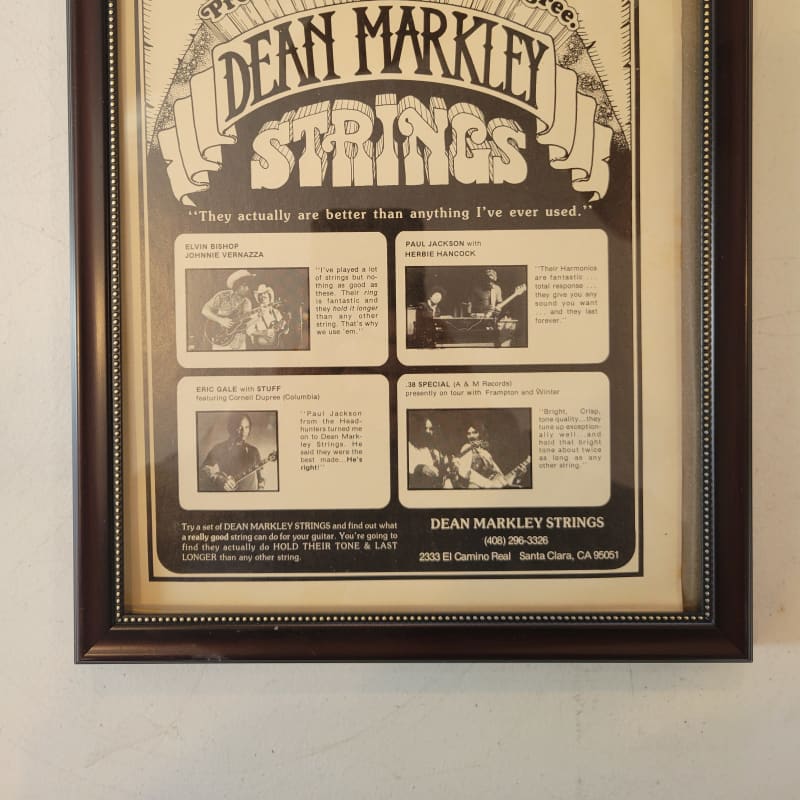 DEAN MARKLEY
STRINGS
“They actually are better than anything I've ever used.”
ELVIN BISHOP
JOHNNIE VERNAZZA
“I've played a lot
of strings but no-
thing as good as
these. Their ring
is fantastic and
they hold it longer
than any other
string. That's why
we use 'em.”
PAUL JACKSON with
HERBIE HANCOCK
“Their Harmonics
are fantastic ...
total response ...
they give you any
sound you want
... and they last
forever.”
ERIC GALE with STUFF
featuring Cornell Dupree (Columbia)
“Paul Jackson
from the Head-
hunters turned me
on to Dean Mark-
ley Strings. He
said they were the
best made...He's
right!”
.38 SPECIAL (A & M Records)
presently on tour with Frampton and Winter
“Bright, Crisp,
tone quality...they
tune up exception-
ally well...and
hold that bright
tone about twice
as long as any
other string.”
Try a set of DEAN MARKLEY STRINGS and find out what
a really good string can do for your guitar. You're going to
find they actually do HOLD THEIR TONE & LAST
LONGER than any other string.
DEAN MARKLEY STRINGS
(408) 296-3326
2333 El Camino Real Santa Clara, CA 95051